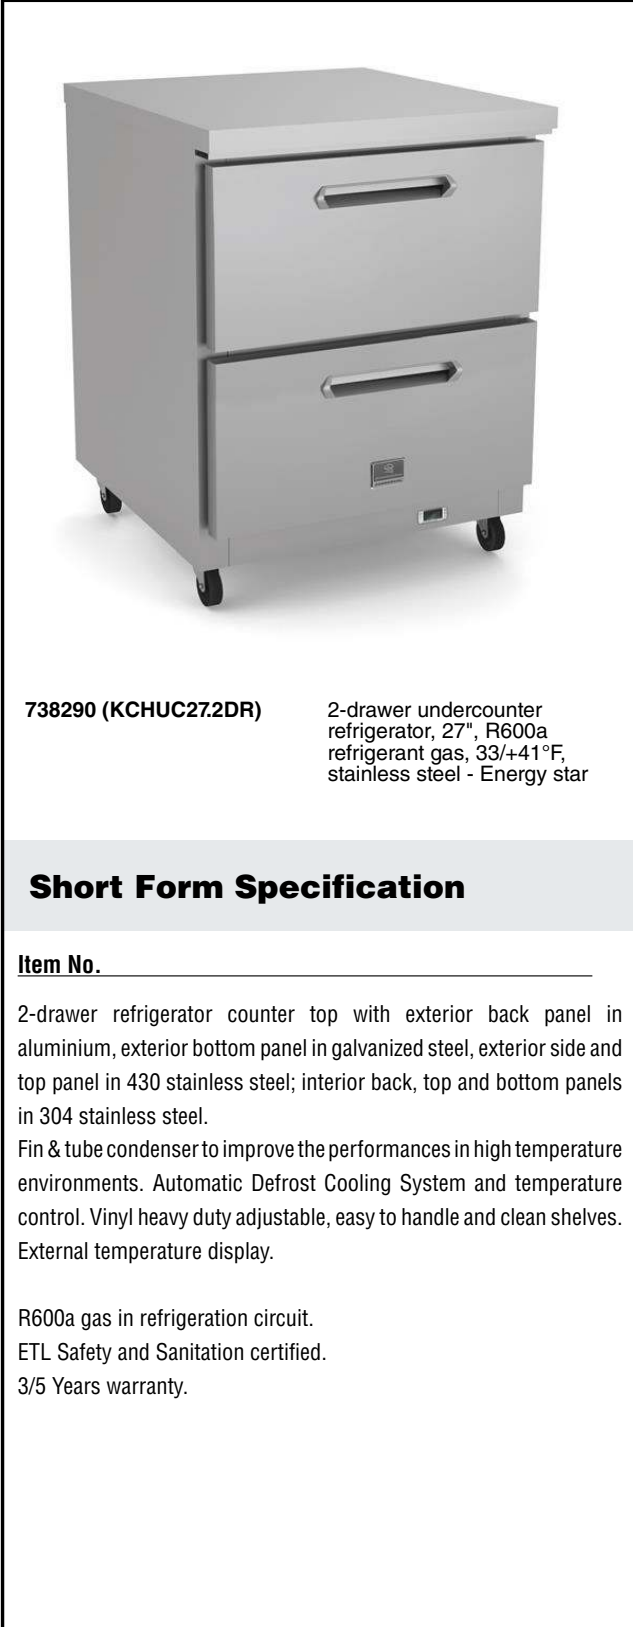 738290 (KCHUC27.2DR)
2-drawer undercounter
refrigerator, 27", R600a
refrigerant gas, 33/+41°F,
stainless steel - Energy star
Short Form Specification
Item No.
2-drawer refrigerator counter top with exterior back panel in
aluminium, exterior bottom panel in galvanized steel, exterior side and
top panel in 430 stainless steel; interior back, top and bottom panels
in 304 stainless steel.
Fin & tube condenser to improve the performances in high temperature
environments. Automatic Defrost Cooling System and temperature
control. Vinyl heavy duty adjustable, easy to handle and clean shelves.
External temperature display.
R600a gas in refrigeration circuit.
ETL Safety and Sanitation certified.
3/5 Years warranty.